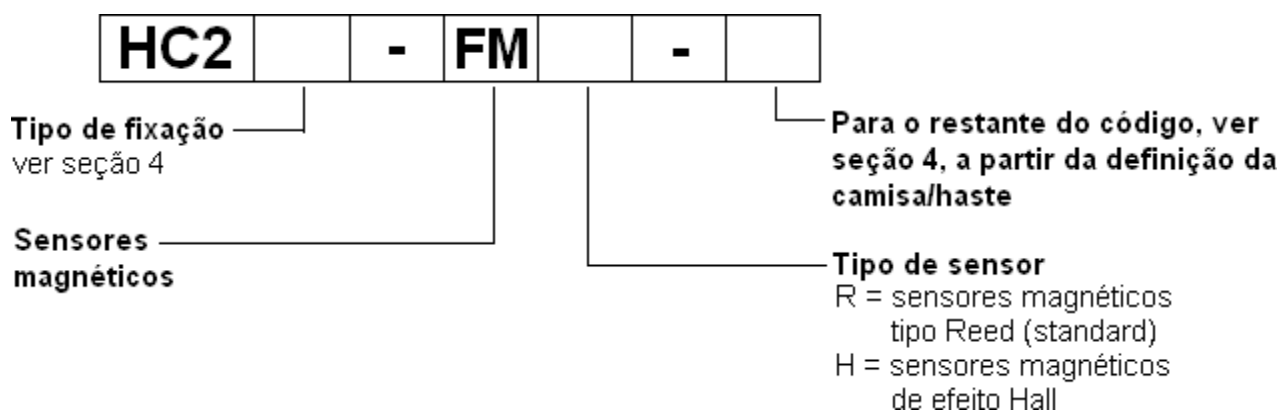 HC2 - FM -
Tipo de fixação
ver seção 4
Sensores
magnéticos
Para o restante do código, ver
seção 4, a partir da definição da
camisa/haste
Tipo de sensor
R = sensores magnéticos
tipo Reed (standard)
H = sensores magnéticos
de efeito Hall